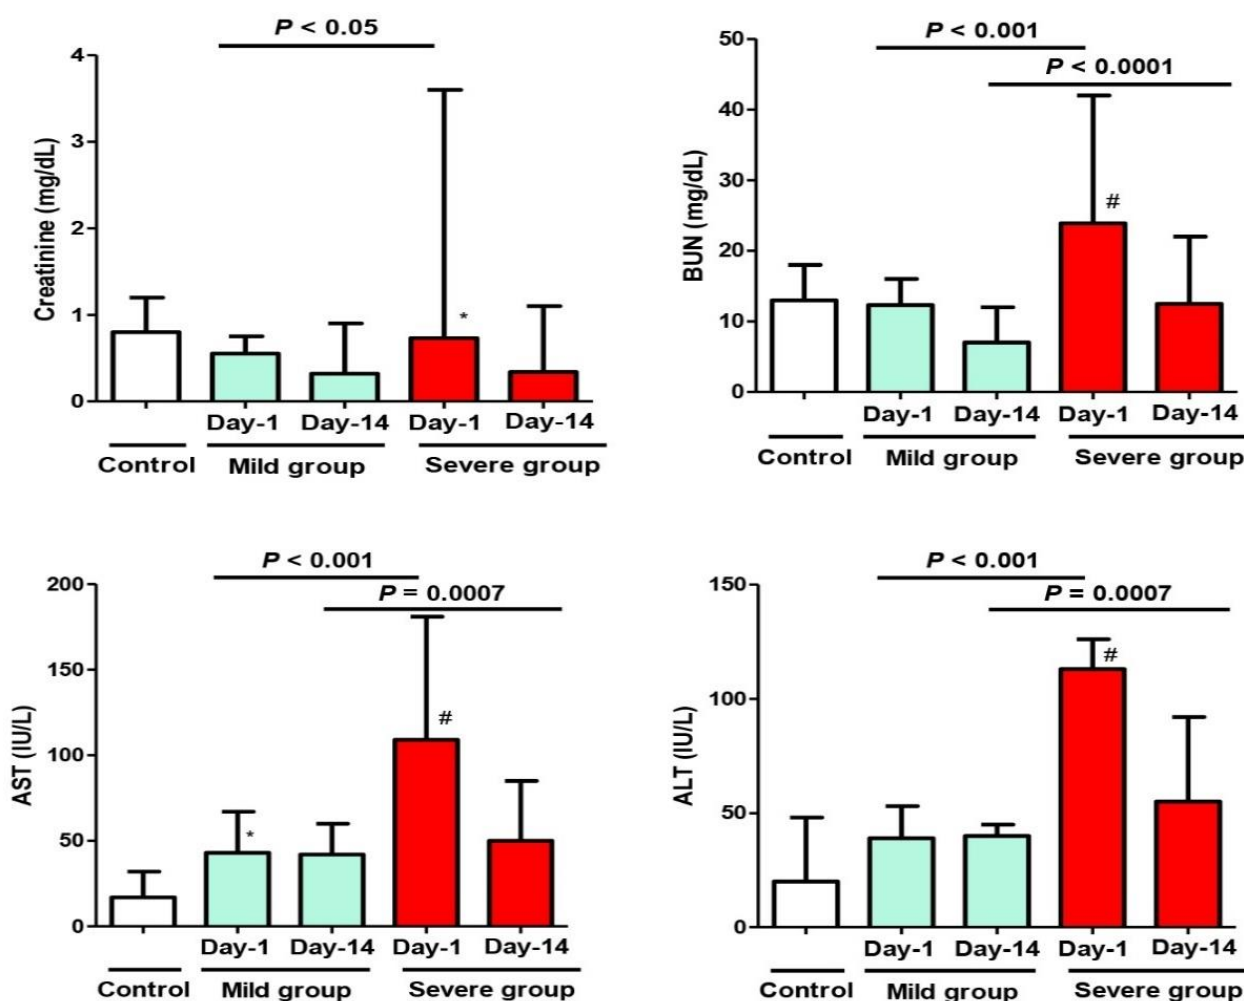 P < 0.05
Creatinine (mg/dL)
4
3
2
1
0
*
Day-1 Day-14 Day-1 Day-14
Control Mild group Severe group
P < 0.001
P < 0.0001
BUN (mg/dL)
50
40
30
20
10
0
#
Day-1 Day-14 Day-1 Day-14
Control Mild group Severe group
P < 0.001
P = 0.0007
AST (IU/L)
200
150
100
50
0
*
#
Day-1 Day-14 Day-1 Day-14
Control Mild group Severe group
P < 0.001
P = 0.0007
ALT (IU/L)
150
100
50
0
#
Day-1 Day-14 Day-1 Day-14
Control Mild group Severe group